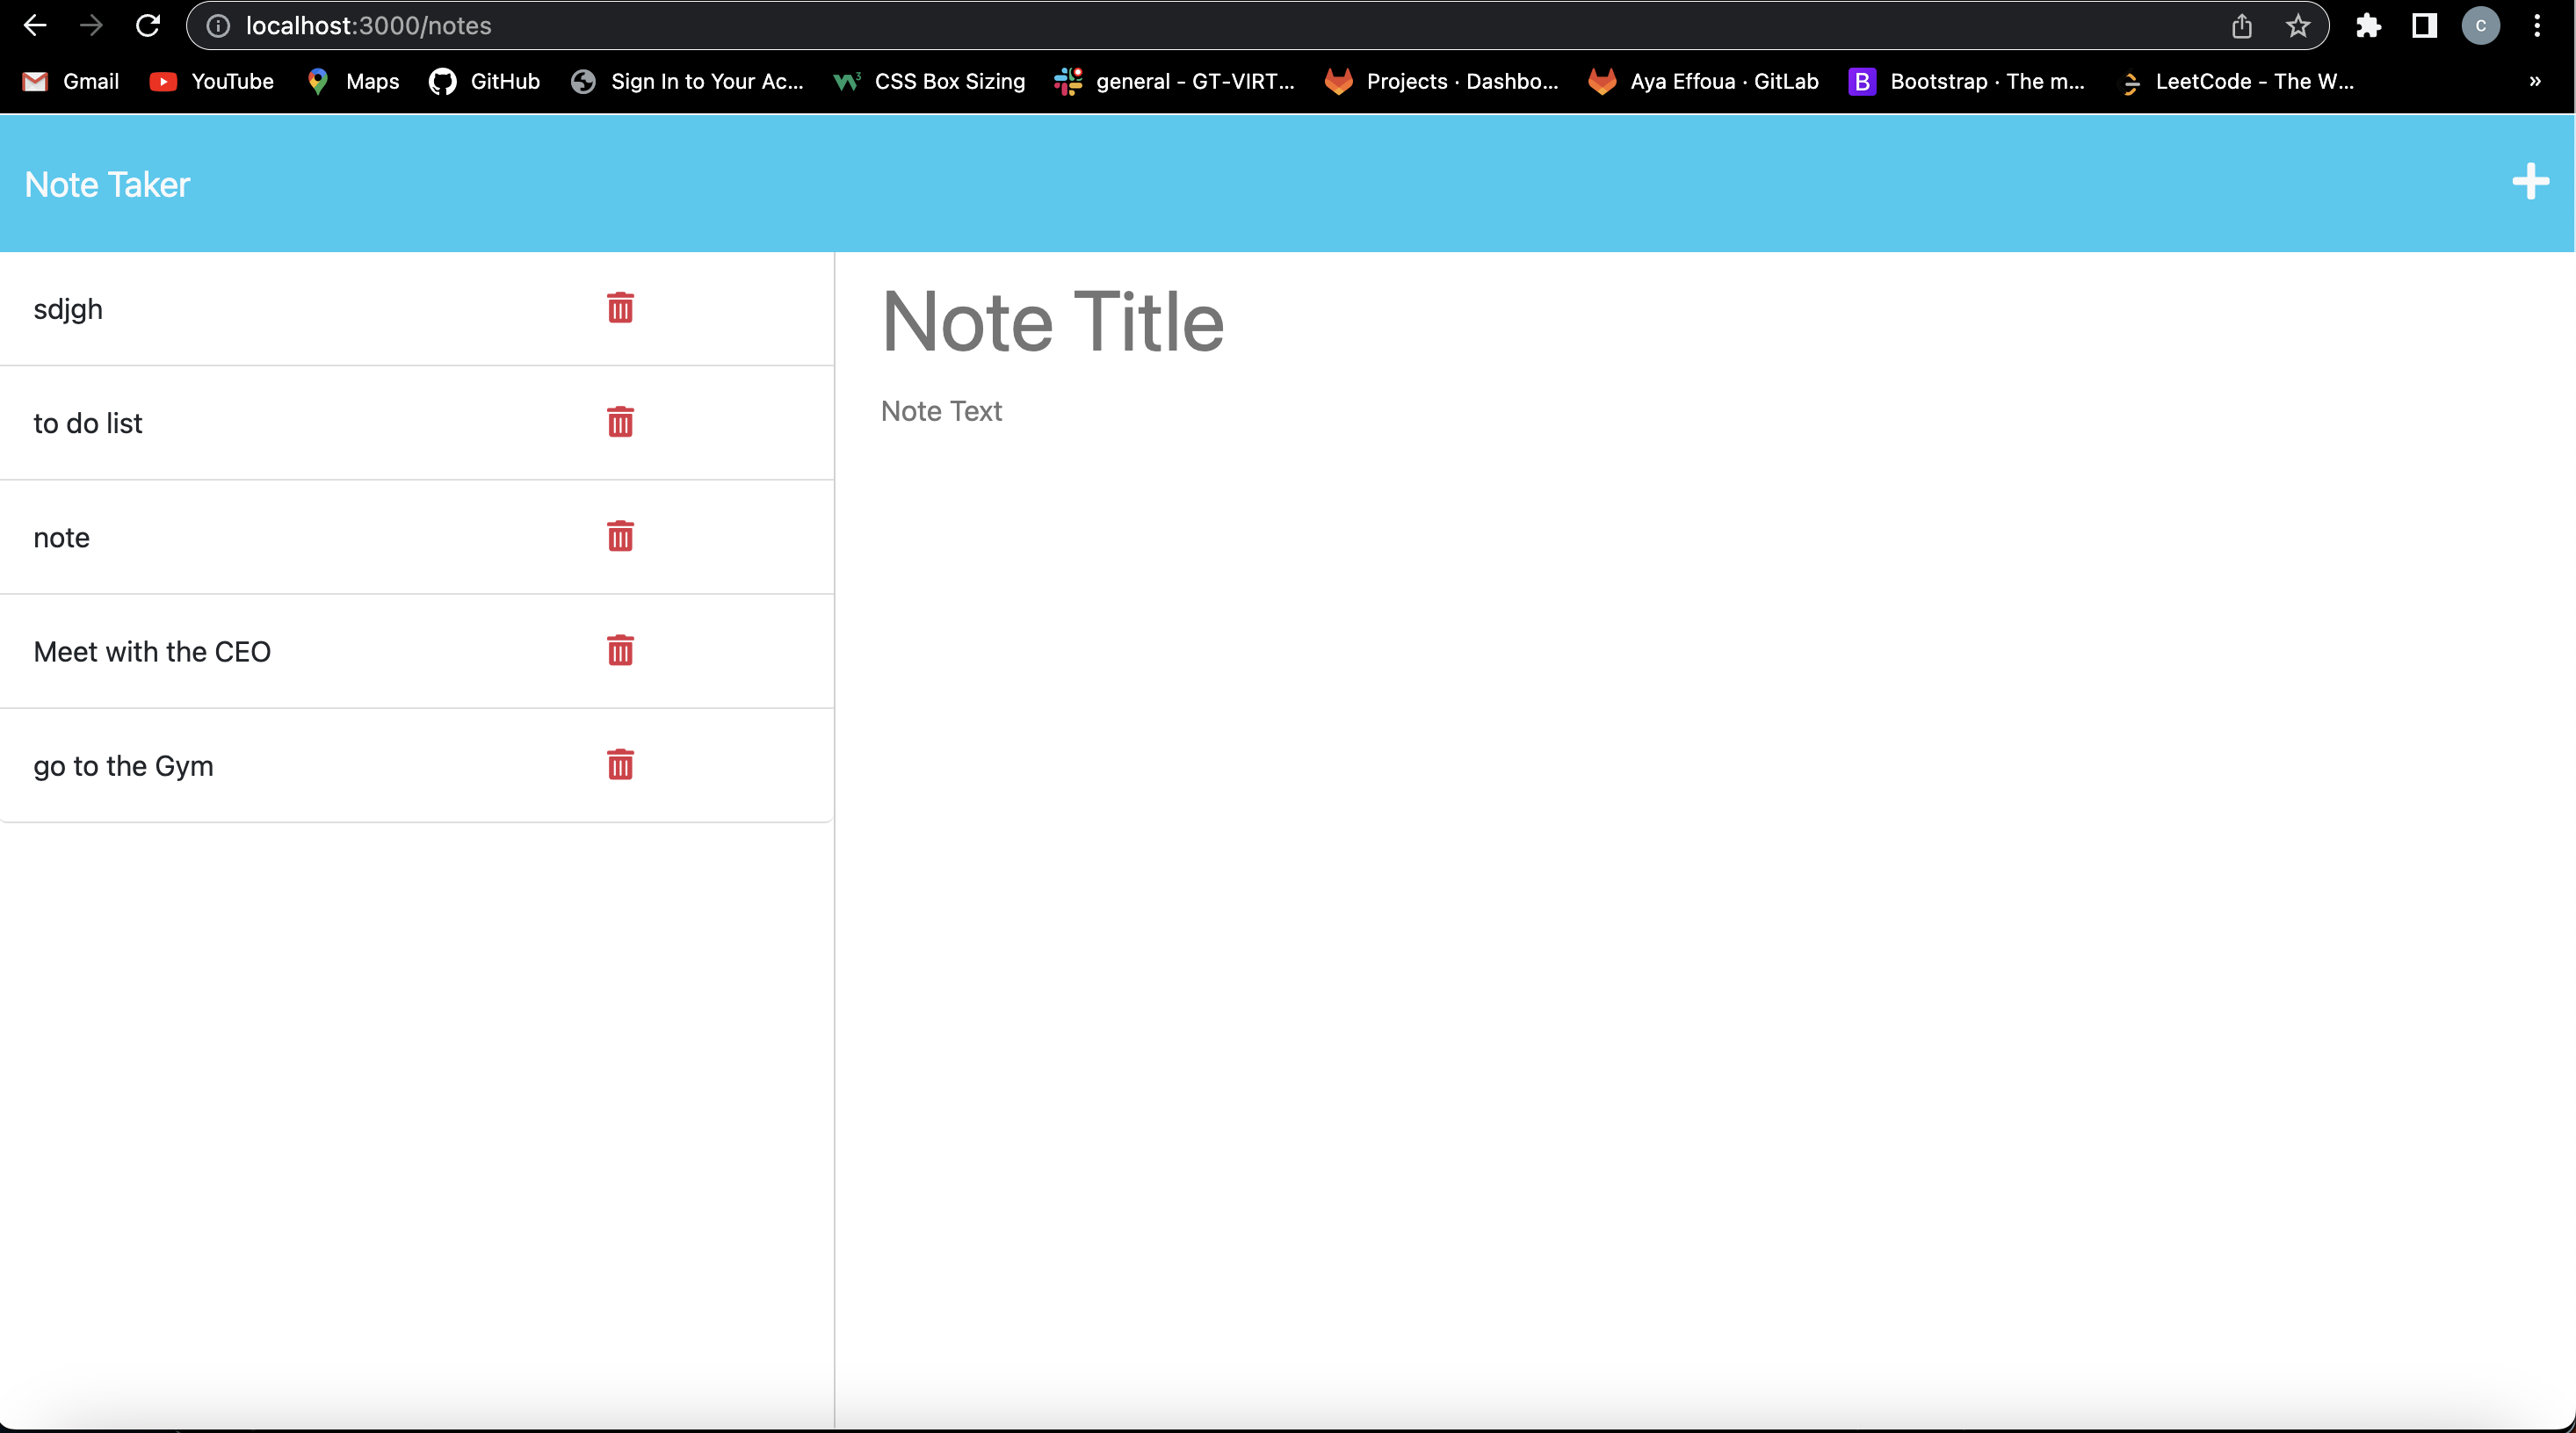 localhost:3000/notes
C
Gmail YouTube Maps GitHub Sign In to Your Ac... CSS Box Sizing general - GT-VIRT... Projects · Dashbo... Aya Effoua · GitLab B Bootstrap · The m... LeetCode - The W... »
Note Taker
sdjgh
to do list
note
Meet with the CEO
go to the Gym
Note Title
Note Text